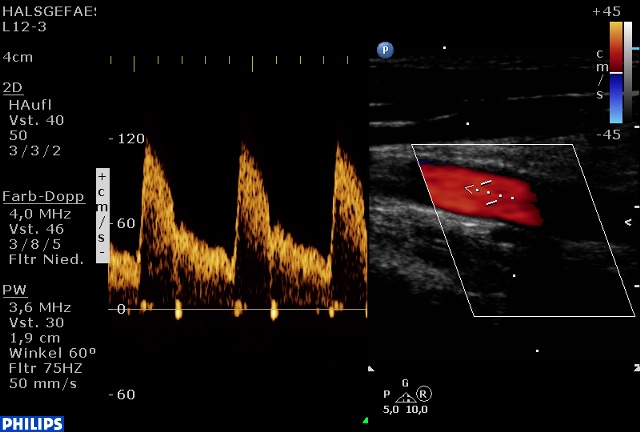 HALSGEFAE
L12-3
4cm
2D
HAufl
Vst. 40
50
3/3/2
Farb-Dopp
4,0 MHz
Vst. 46
3/8/5
Fltr Nied.
PW
3,6 MHz
Vst. 30
1,9 cm
Winkel 60°
Fltr 75HZ
50 mm/s
PHILIPS
+
cm/s
-
-120
-60
-0
-60
P
+45
cm/s
-45
<
G
P R
5,0 10,0